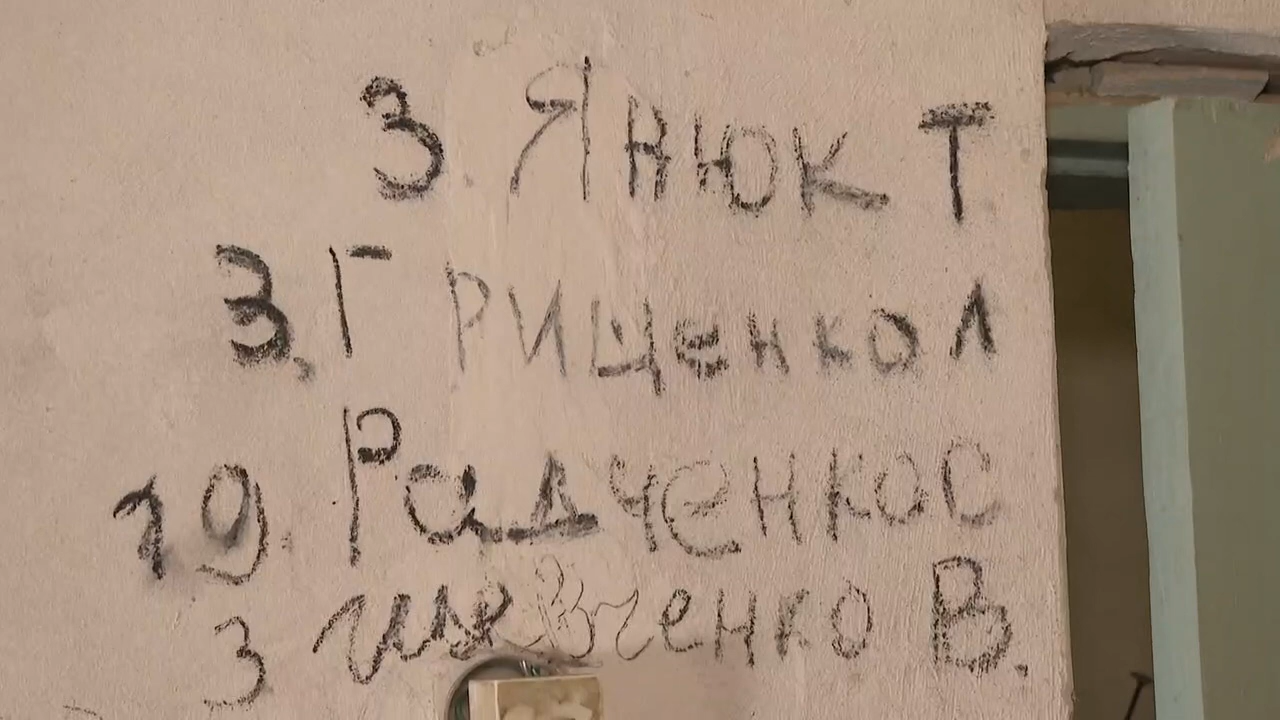 3 Янюк Т
3. Грищенко Л
19. Радченко С
3 Шевченко В.